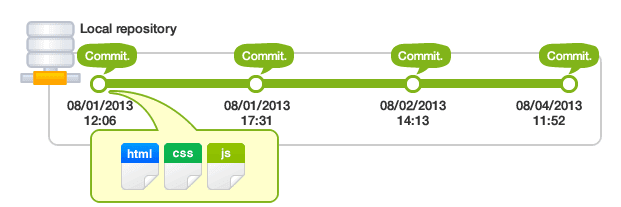 Local repository
Commit. Commit. Commit. Commit.
08/01/2013 08/01/2013 08/02/2013 08/04/2013
12:06 17:31 14:13 11:52
html css js